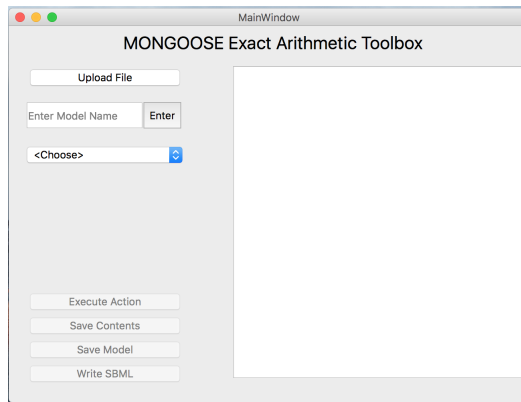 MainWindow
MONGOOSE Exact Arithmetic Toolbox
Upload File
Enter Model Name Enter
<Choose>
Execute Action
Save Contents
Save Model
Write SBML